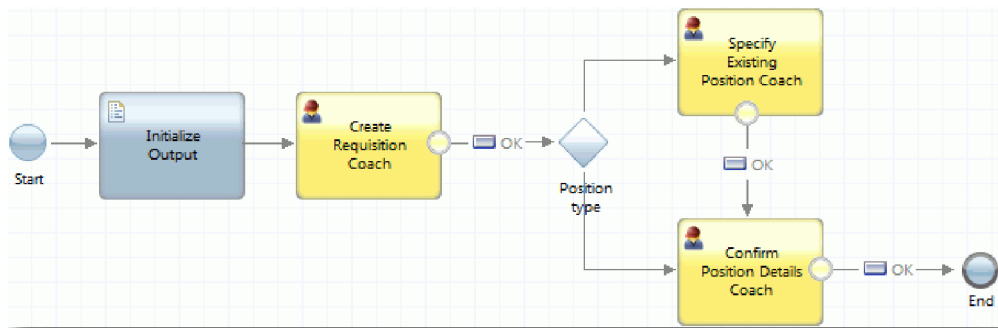 Start
Initialize
Output
Create
Requisition
Coach
OK
Position
type
Specify
Existing
Position Coach
OK
Confirm
Position Details
Coach
OK
End